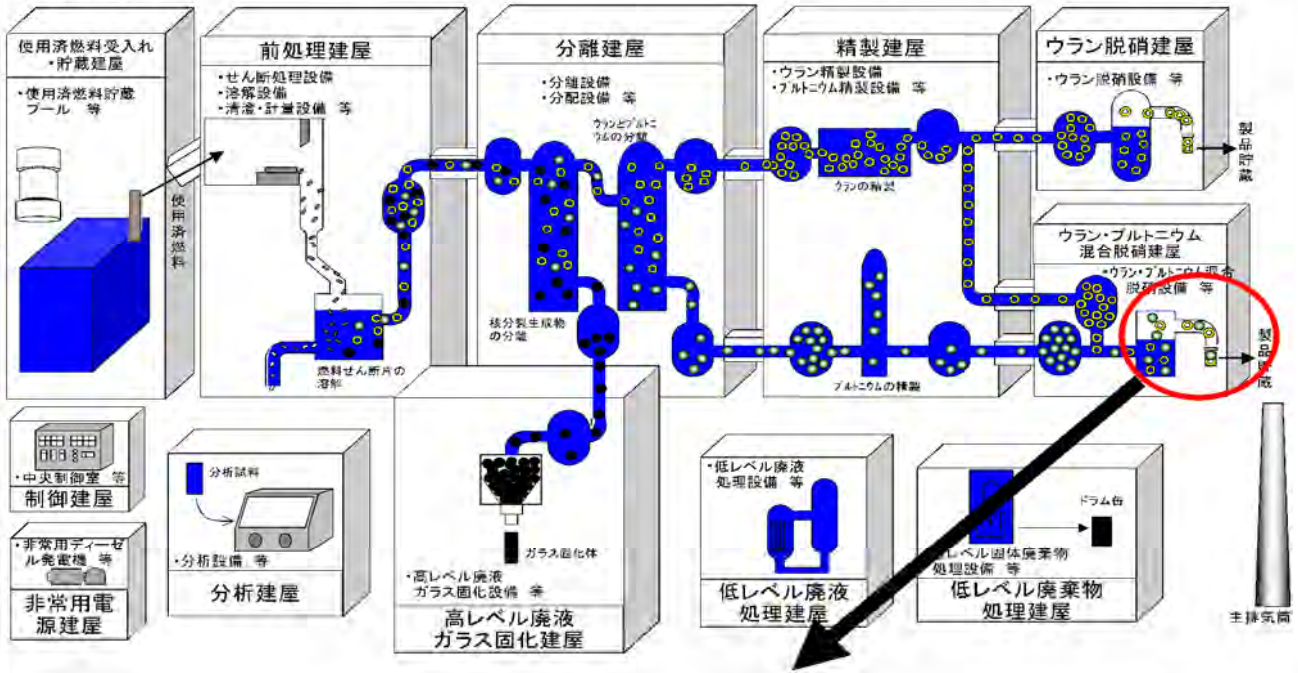 使用済燃料受入れ
・貯蔵建屋
・使用済燃料貯蔵
プール 等
使用済燃料
前処理建屋
・せん断処理設備
・溶解設備
・清澄・計量設備 等
燃料せん断片の
溶解
分離建屋
・分離設備
・分配設備 等
ウランとプルトニ
ウムの分離
核分裂生成物
の分離
精製建屋
・ウラン精製設備
・プルトニウム精製設備 等
ウランの精製
プルトニウムの精製
ウラン脱硝建屋
・ウラン脱硝設備 等
製品貯蔵
ウラン・プルトニウム
混合脱硝建屋
・ウラン・プルトニウム混合
脱硝設備 等
製品貯蔵
・中央制御室 等
制御建屋
・非常用ディーゼ
ル発電機 等
非常用電
源建屋
分析試料
・分析設備 等
分析建屋
ガラス固化体
・高レベル廃液
ガラス固化設備 等
高レベル廃液
ガラス固化建屋
・低レベル廃液
処理設備 等
低レベル廃液
処理建屋
ドラム缶
レベル固体廃棄物
処理設備 等
低レベル廃棄物
処理建屋
主排気筒